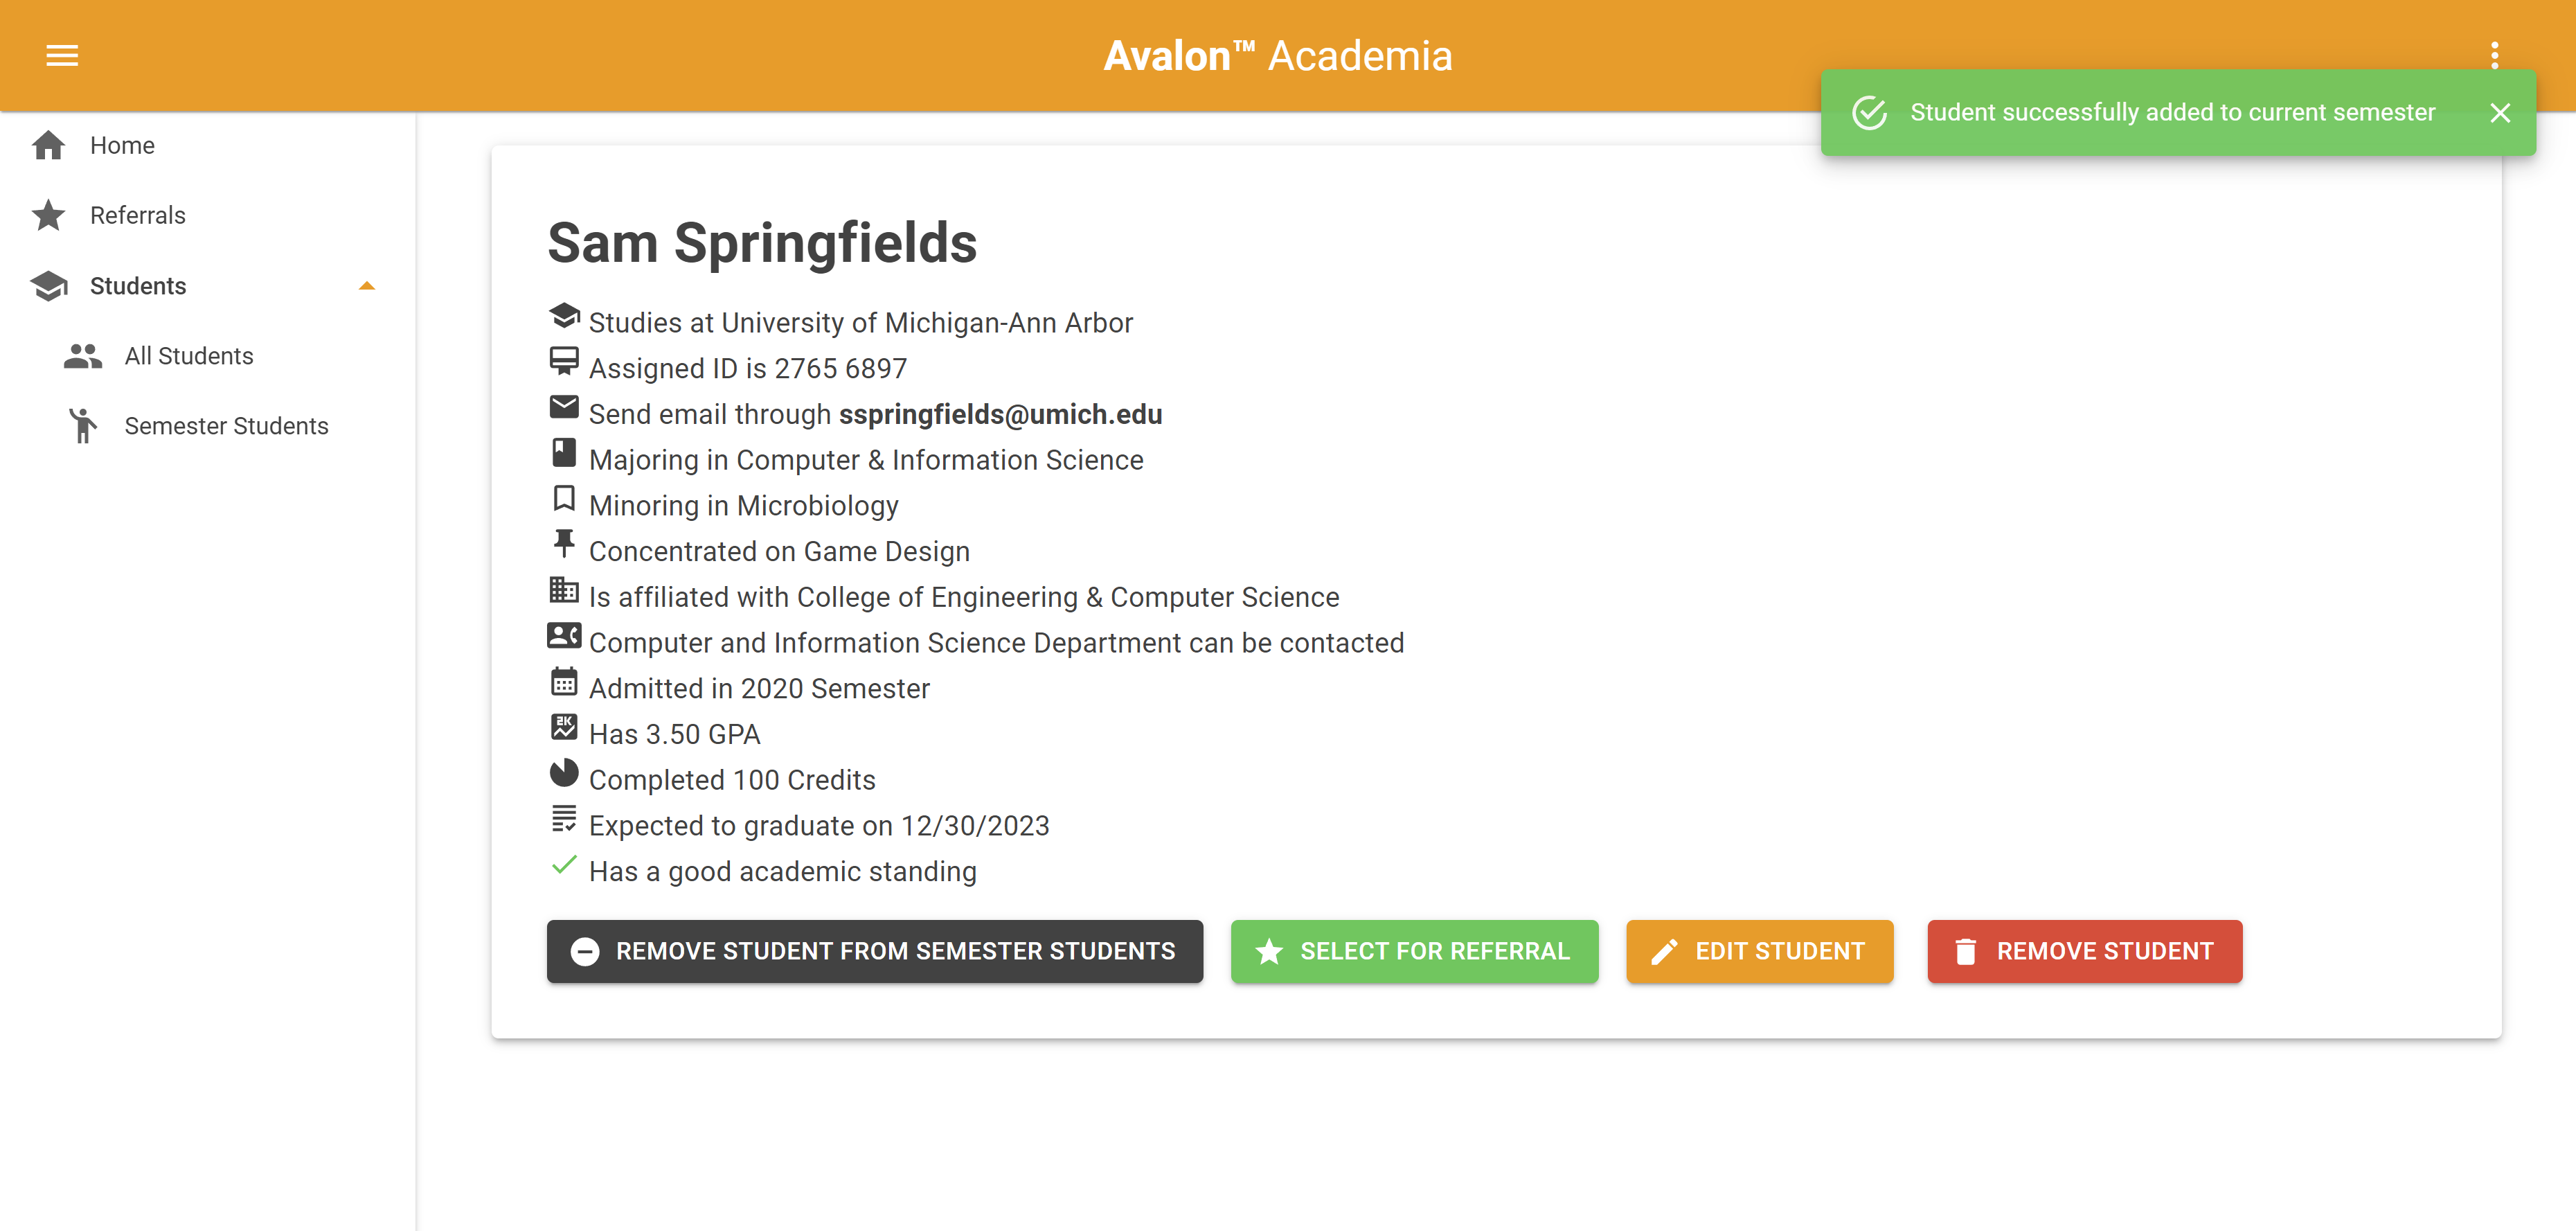 Avalon™ Academia
Student successfully added to current semester
Home
Referrals
Students
All Students
Semester Students
Sam Springfields
Studies at University of Michigan-Ann Arbor
Assigned ID is 2765 6897
Send email through sspringfields@umich.edu
Majoring in Computer & Information Science
Minoring in Microbiology
Concentrated on Game Design
Is affiliated with College of Engineering & Computer Science
Computer and Information Science Department can be contacted
Admitted in 2020 Semester
2K
Has 3.50 GPA
Completed 100 Credits
Expected to graduate on 12/30/2023
Has a good academic standing
REMOVE STUDENT FROM SEMESTER STUDENTS
SELECT FOR REFERRAL
EDIT STUDENT
REMOVE STUDENT